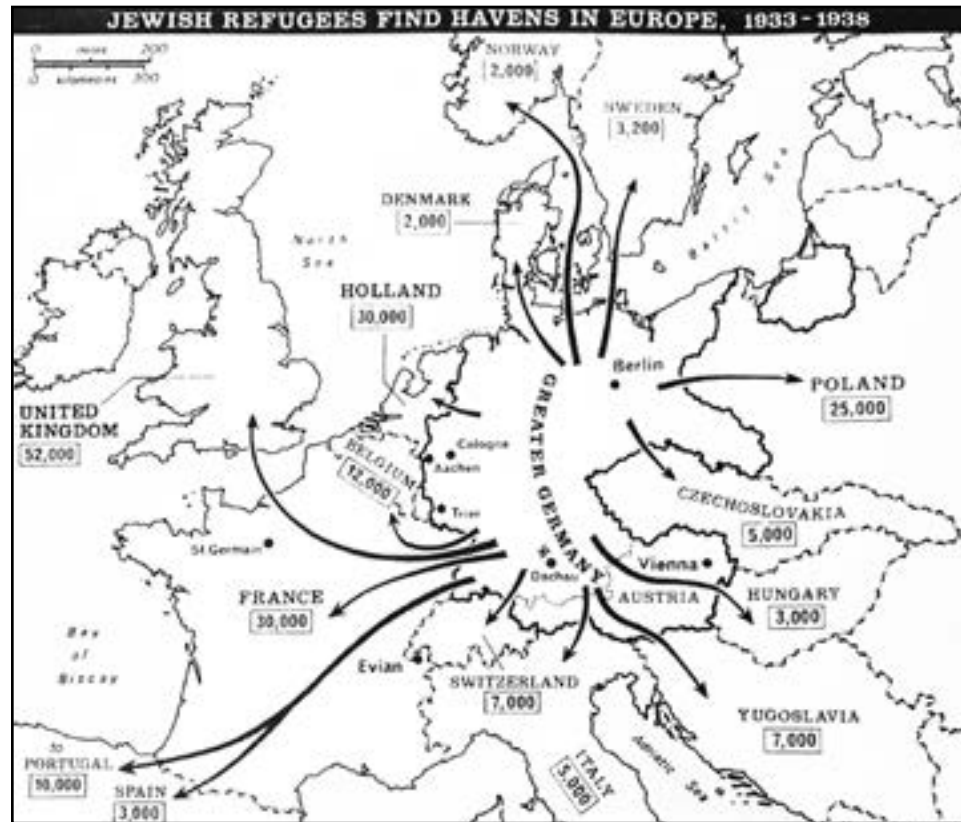 JEWISH REFUGEES FIND HAVENS IN EUROPE, 1933-1938
0 miles 200
0 kilometres 300
NORWAY
2,000
SWEDEN
3,200
DENMARK
2,000
North
Sea
Baltic Sea
HOLLAND
30,000
Berlin
POLAND
25,000
UNITED
KINGDOM
52,000
GREATER GERMANY
Cologne
Aachen
BELGIUM
12,000
Trier
CZECHOSLOVAKIA
5,000
St.Germain
Dachau
Vienna
FRANCE
30,000
AUSTRIA
HUNGARY
3,000
Bay
of
Biscay
Evian
SWITZERLAND
7,000
YUGOSLAVIA
7,000
to
PORTUGAL
10,000
SPAIN
3,000
ITALY
5,000
Adriatic
Sea